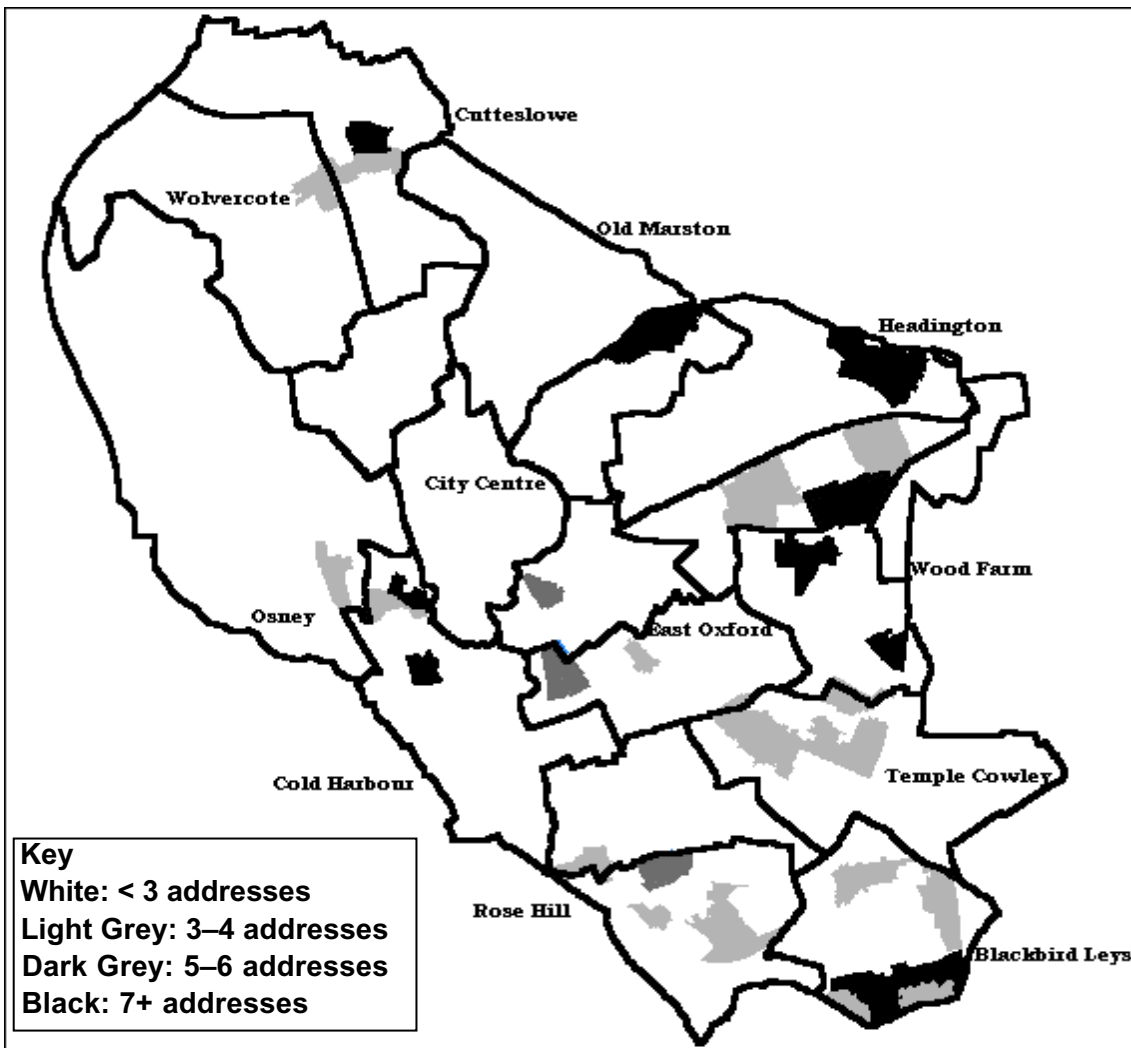 Cutteslowe
Wolvercote
Old Marston
Headington
City Centre
Wood Farm
Osney
East Oxford
Cold Harbour
Temple Cowley
Rose Hill
Blackbird Leys
Key
White: < 3 addresses
Light Grey: 3–4 addresses
Dark Grey: 5–6 addresses
Black: 7+ addresses